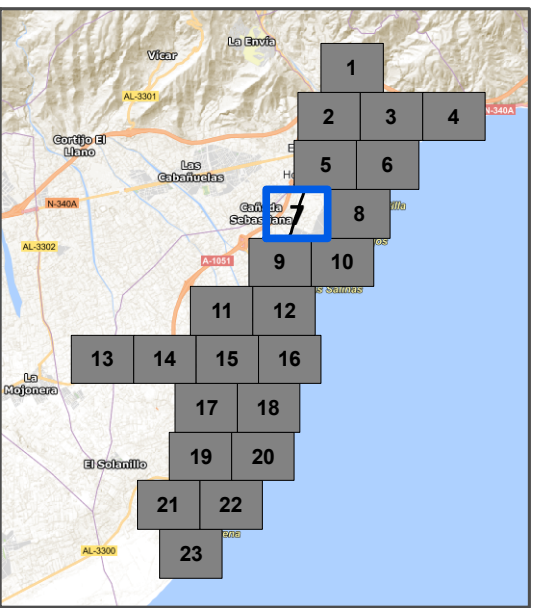 La Envía
Vícar
1
AL-3301
N-340A
2 3 4
Cortijo El
Llano
Las
Cabañuelas
5 6
N-340A
Cañada
Sebastiana
7 8
AL-3302
A-1051
9 10
11 12
13 14 15 16
La
Mojonera
17 18
El Solanillo
19 20
21 22
AL-3300
23